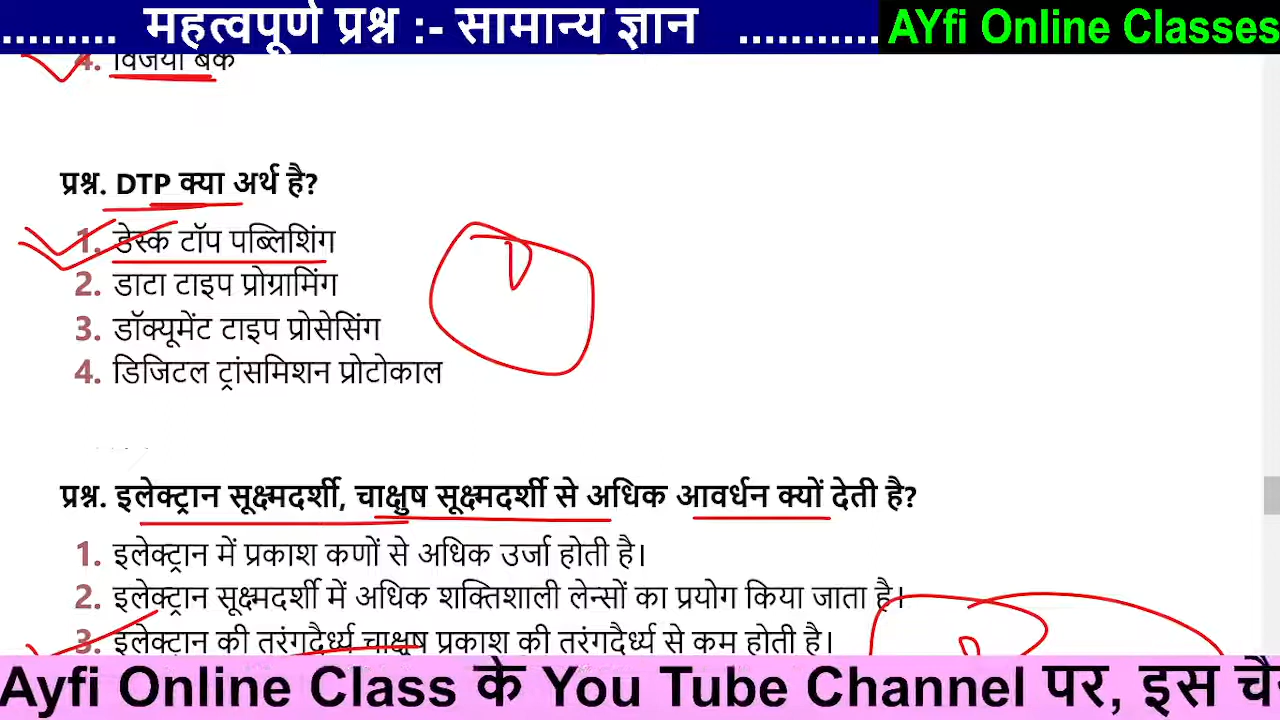 ......... महत्वपूर्ण प्रश्न :- सामान्य ज्ञान ...........
AYfi Online Classes
4. विजया बैंक
प्रश्न. DTP क्या अर्थ है?
1. डेस्क टॉप पब्लिशिंग
2. डाटा टाइप प्रोग्रामिंग
3. डॉक्यूमेंट टाइप प्रोसेसिंग
4. डिजिटल ट्रांसमिशन प्रोटोकाल
प्रश्न. इलेक्ट्रान सूक्ष्मदर्शी, चाक्षुष सूक्ष्मदर्शी से अधिक आवर्धन क्यों देती है?
1. इलेक्ट्रान में प्रकाश कणों से अधिक उर्जा होती है।
2. इलेक्ट्रान सूक्ष्मदर्शी में अधिक शक्तिशाली लेन्सों का प्रयोग किया जाता है।
3. इलेक्ट्रान की तरंगदैर्ध्य चाक्षुष प्रकाश की तरंगदैर्ध्य से कम होती है।
Ayfi Online Class के You Tube Channel पर, इस